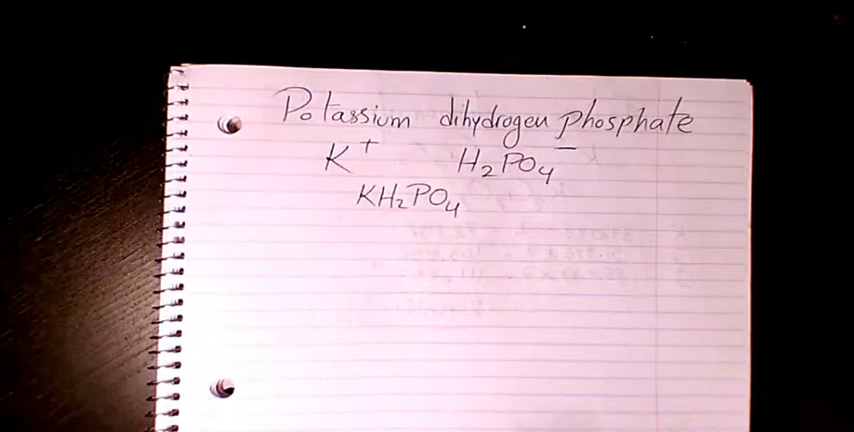 Potassium dihydrogen phosphate
K⁺ H₂PO₄⁻
KH₂PO₄